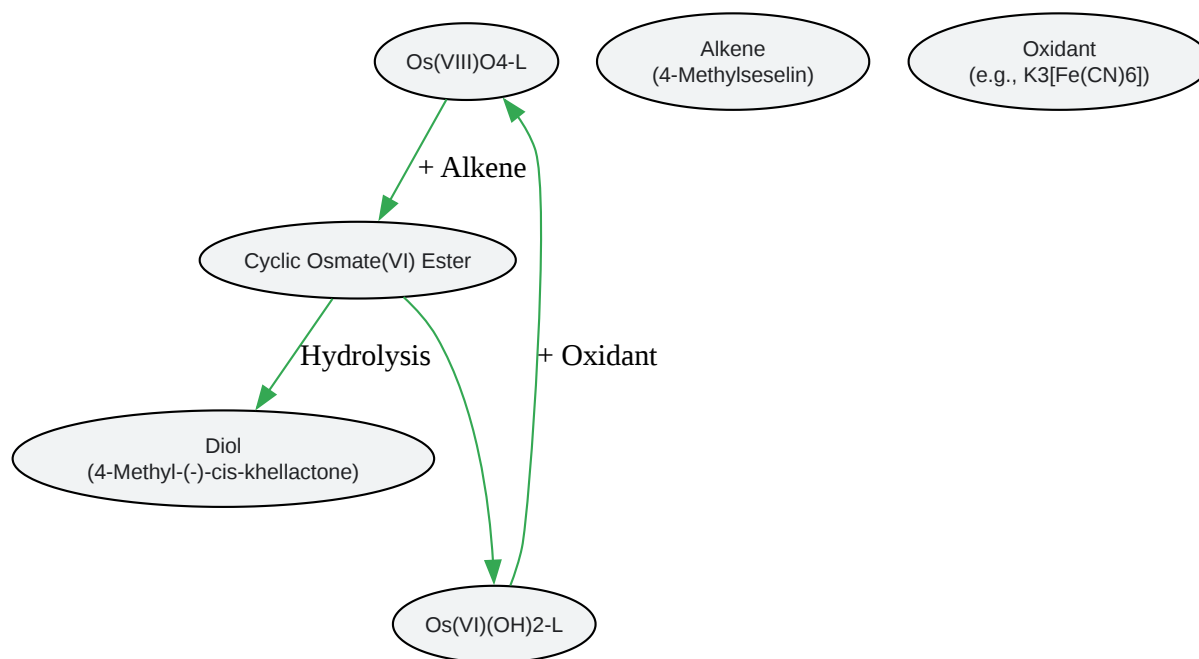 Os(VIII)O4-L
Alkene
(4-Methylseselin)
Oxidant
(e.g., K3[Fe(CN)6])
+ Alkene
Cyclic Osmate(VI) Ester
Hydrolysis
+ Oxidant
Diol
(4-Methyl-(-)-cis-khellactone)
Os(VI)(OH)2-L